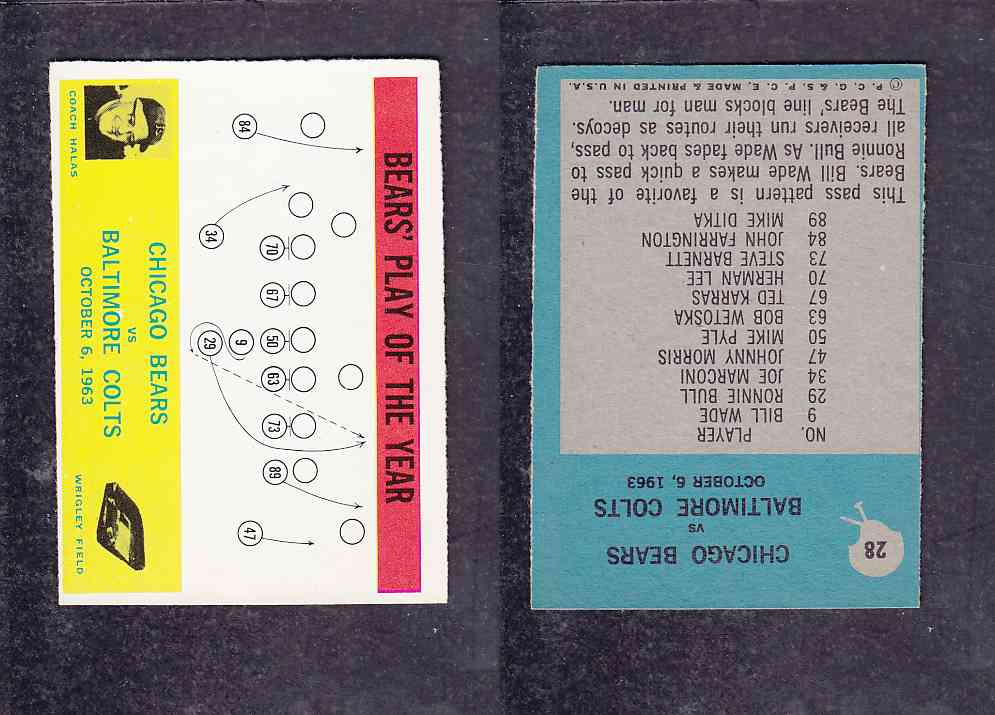 BEARS' PLAY OF THE YEAR
84
34
70
67
29
9
50
63
73
89
47
COACH HALAS
CHICAGO BEARS
VS
BALTIMORE COLTS
OCTOBER 6, 1963
WRIGLEY FIELD
28
CHICAGO BEARS
VS
BALTIMORE COLTS
OCTOBER 6, 1963
NO. PLAYER
9 BILL WADE
29 RONNIE BULL
34 JOE MARCONI
47 JOHNNY MORRIS
50 MIKE PYLE
63 BOB WETOSKA
67 TED KARRAS
70 HERMAN LEE
73 STEVE BARNETT
84 JOHN FARRINGTON
89 MIKE DITKA
This pass pattern is a favorite of the
Bears. Bill Wade makes a quick pass to
Ronnie Bull. As Wade fades back to pass,
all receivers run their routes as decoys.
The Bears' line blocks man for man.
© P. C. G. & S. P. C. E. MADE & PRINTED IN U.S.A.